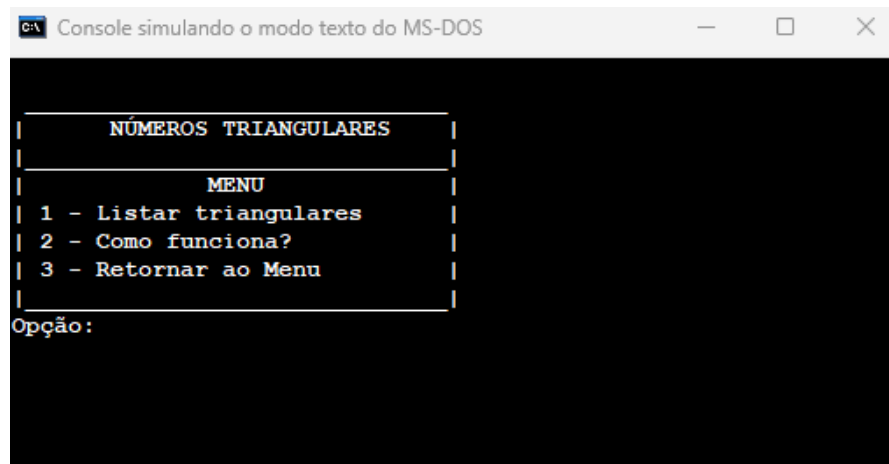 Console simulando o modo texto do MS-DOS
NÚMEROS TRIANGULARES
MENU
1 - Listar triangulares
2 - Como funciona?
3 - Retornar ao Menu
Opção: